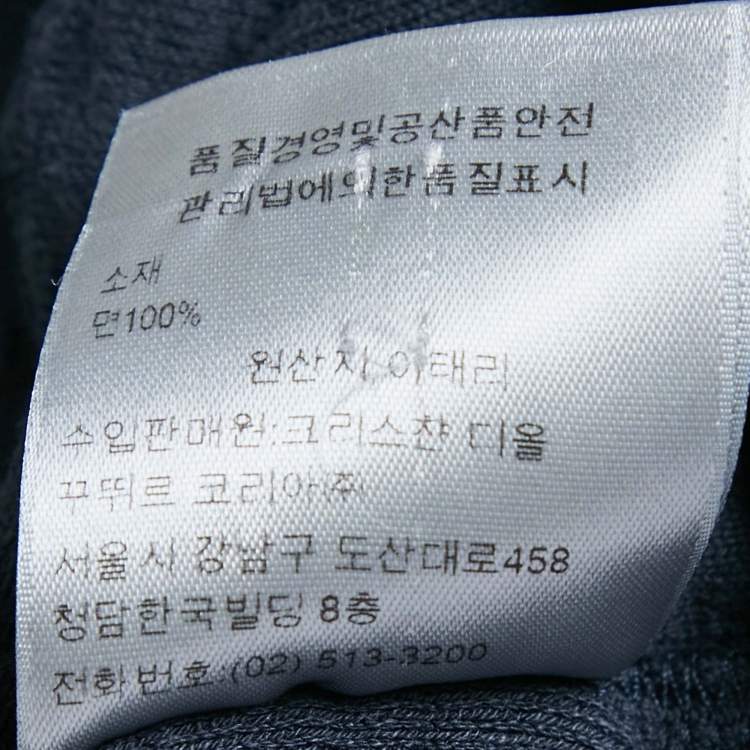 품질경영및공산품안전
관리법에의한품질표시
소재
면100%
원산지 이태리
수입판매원:크리스챤 디올
꾸뛰르 코리아(주)
서울시 강남구 도산대로458
청담한국빌딩 8층
전화번호:(02) 513-3200